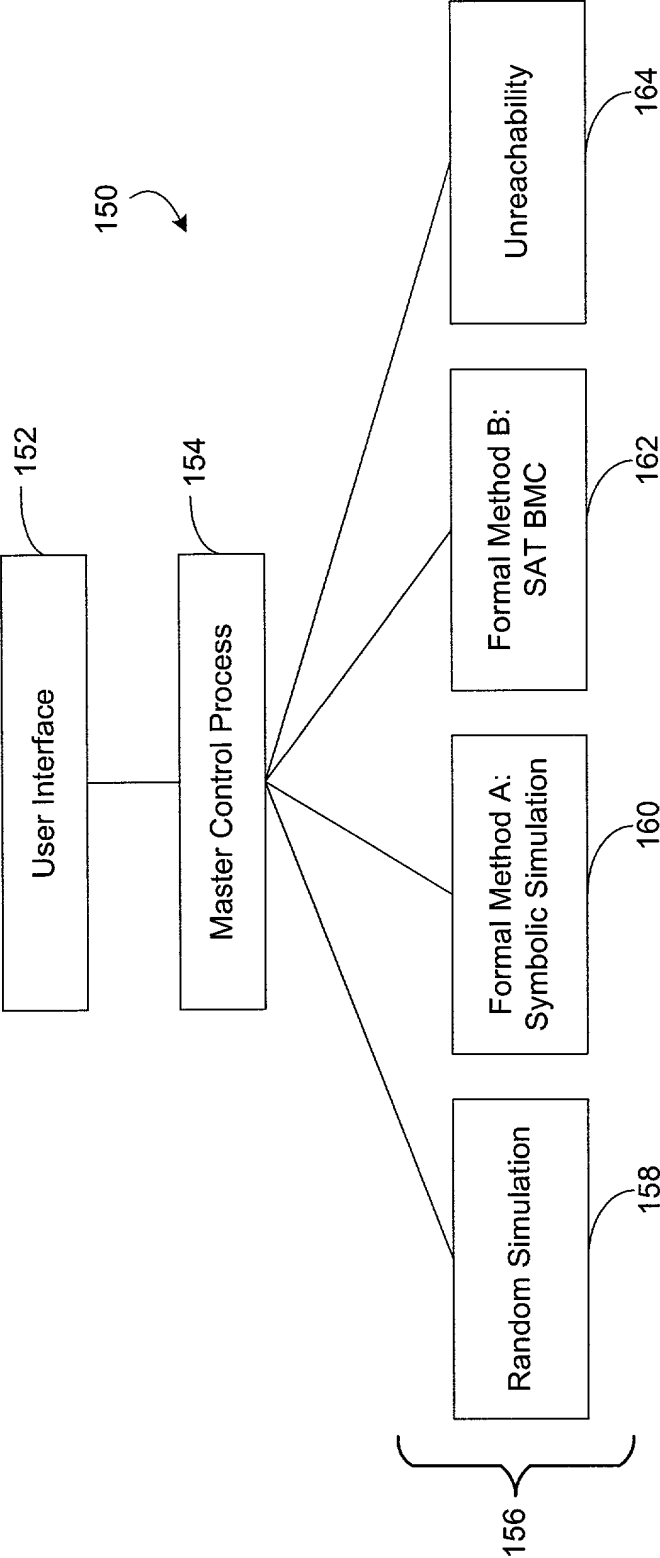 150
User Interface
152
Master Control Process
154
156
Random Simulation
158
Formal Method A:
Symbolic Simulation
160
Formal Method B:
SAT BMC
162
Unreachability
164